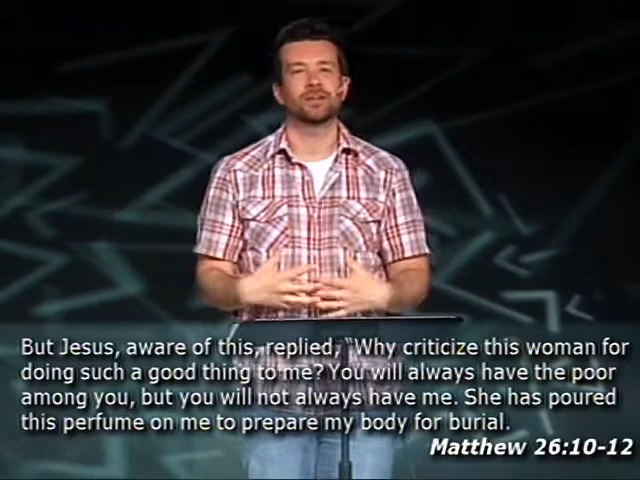 But Jesus, aware of this, replied, "Why criticize this woman for
doing such a good thing to me? You will always have the poor
among you, but you will not always have me. She has poured
this perfume on me to prepare my body for burial.
Matthew 26:10-12